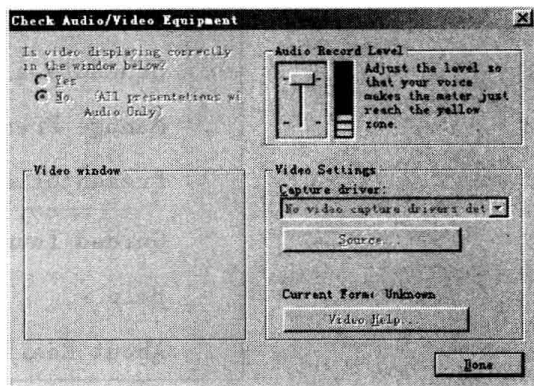 Check Audio/Video Equipment
Is video displaying correctly
in the window below?
Yes
No. (All presentations wi
Audio Only)
Audio Record Level
Adjust the level so
that your voice
makes the meter just
reach the yellow
zone.
Video window
Video Settings
Capture driver:
No video capture drivers det
Source...
Current Form: Unknown
Video Help...
Done